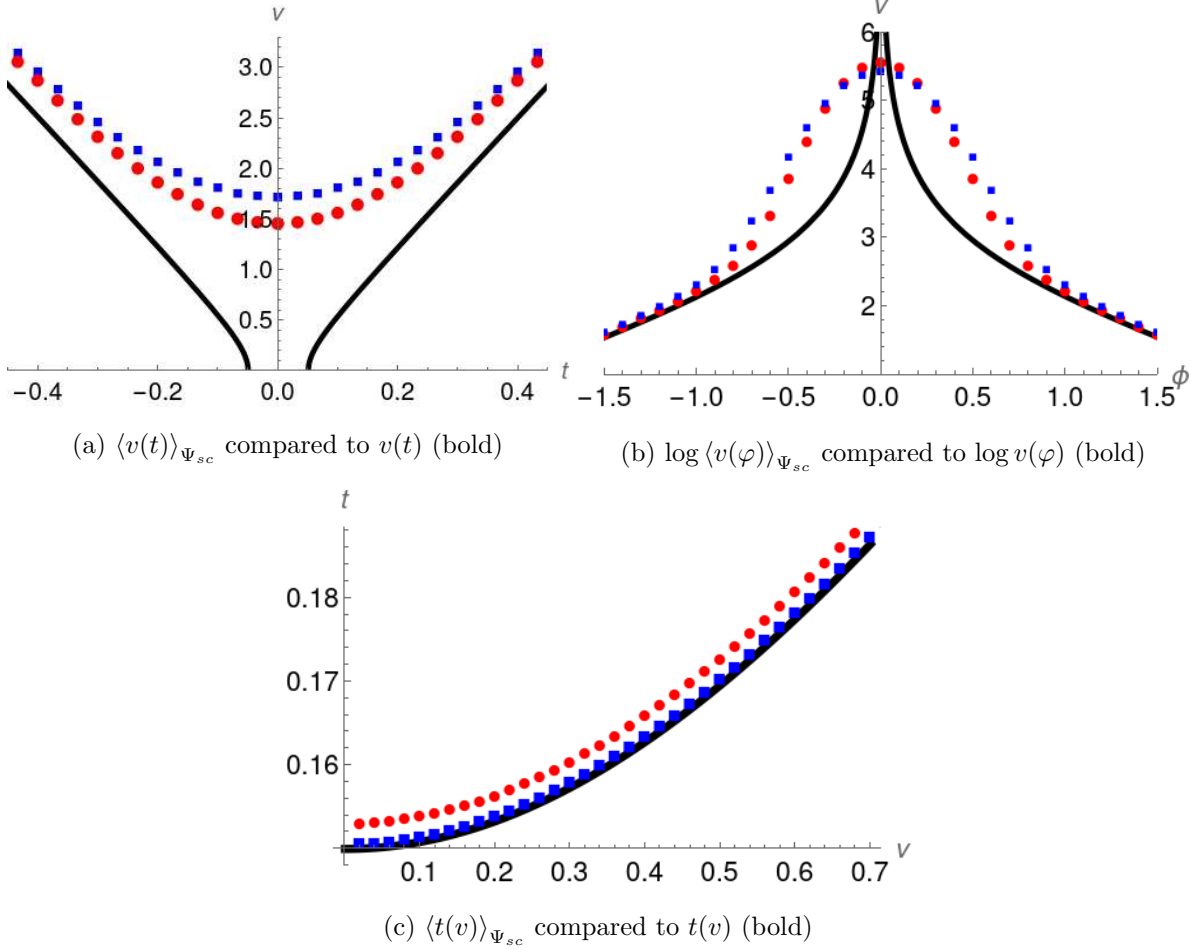 v
3.0
2.5
2.0
1.5
1.0
0.5
−0.4 −0.2 0.0 0.2 0.4 t
(a) ⟨v(t)⟩Ψsc compared to v(t) (bold)
v
6
5
4
3
2
−1.5 −1.0 −0.5 0.0 0.5 1.0 1.5 ϕ
(b) log ⟨v(φ)⟩Ψsc compared to log v(φ) (bold)
t
0.18
0.17
0.16
0.1 0.2 0.3 0.4 0.5 0.6 0.7 v
(c) ⟨t(v)⟩Ψsc compared to t(v) (bold)